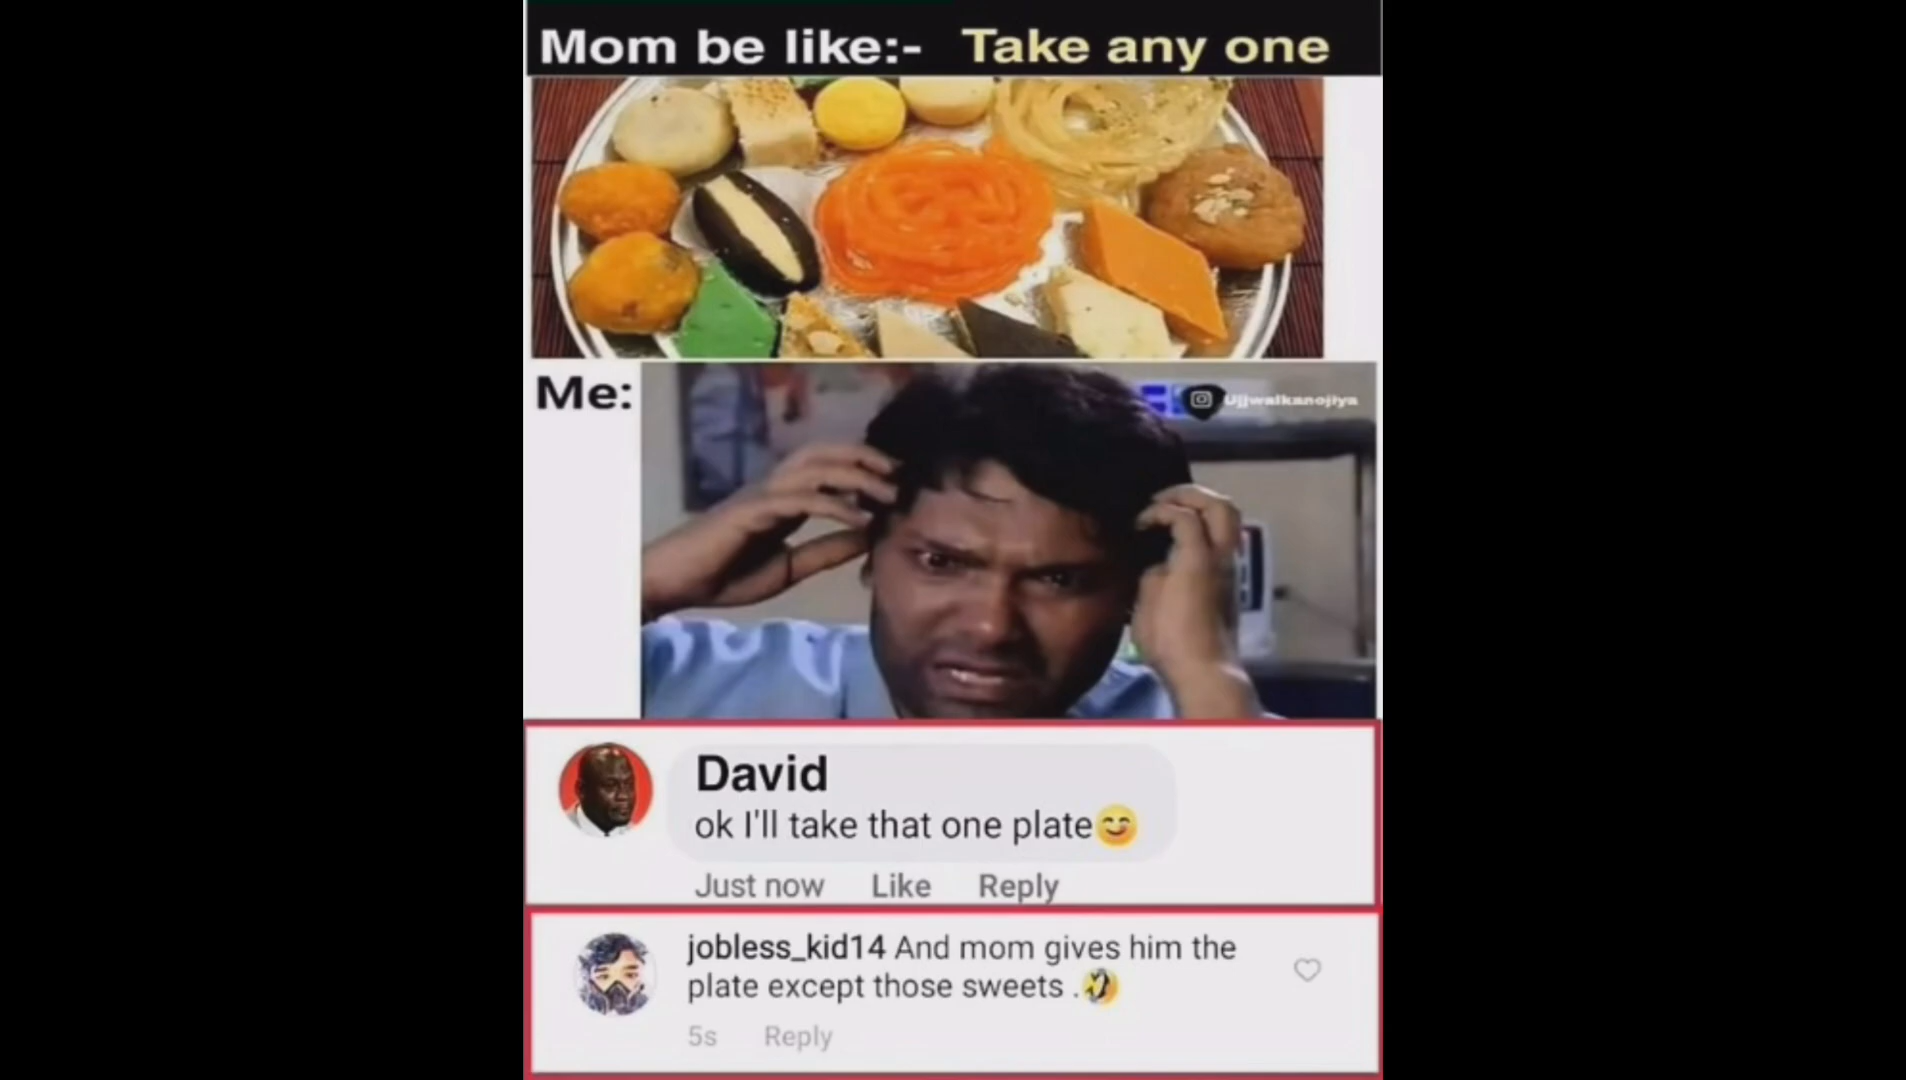 Mom be like:- Take any one
Me:
Ujjwalkanojiya
David
ok I'll take that one plate😋
Just now Like Reply
jobless_kid14 And mom gives him the
plate except those sweets .🤣
5s Reply